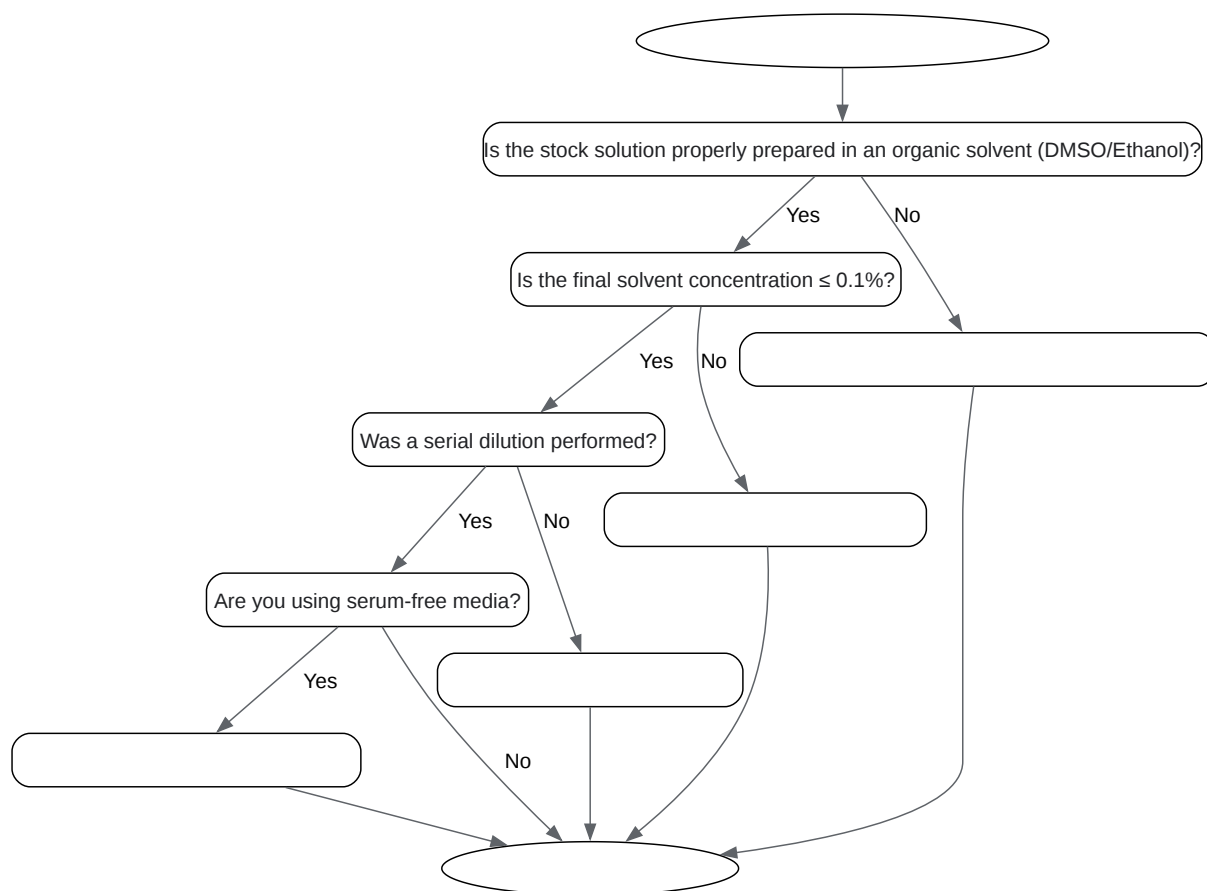 Is the stock solution properly prepared in an organic solvent (DMSO/Ethanol)?
Yes
No
Is the final solvent concentration ≤ 0.1%?
Yes
No
Was a serial dilution performed?
Yes
No
Are you using serum-free media?
Yes
No